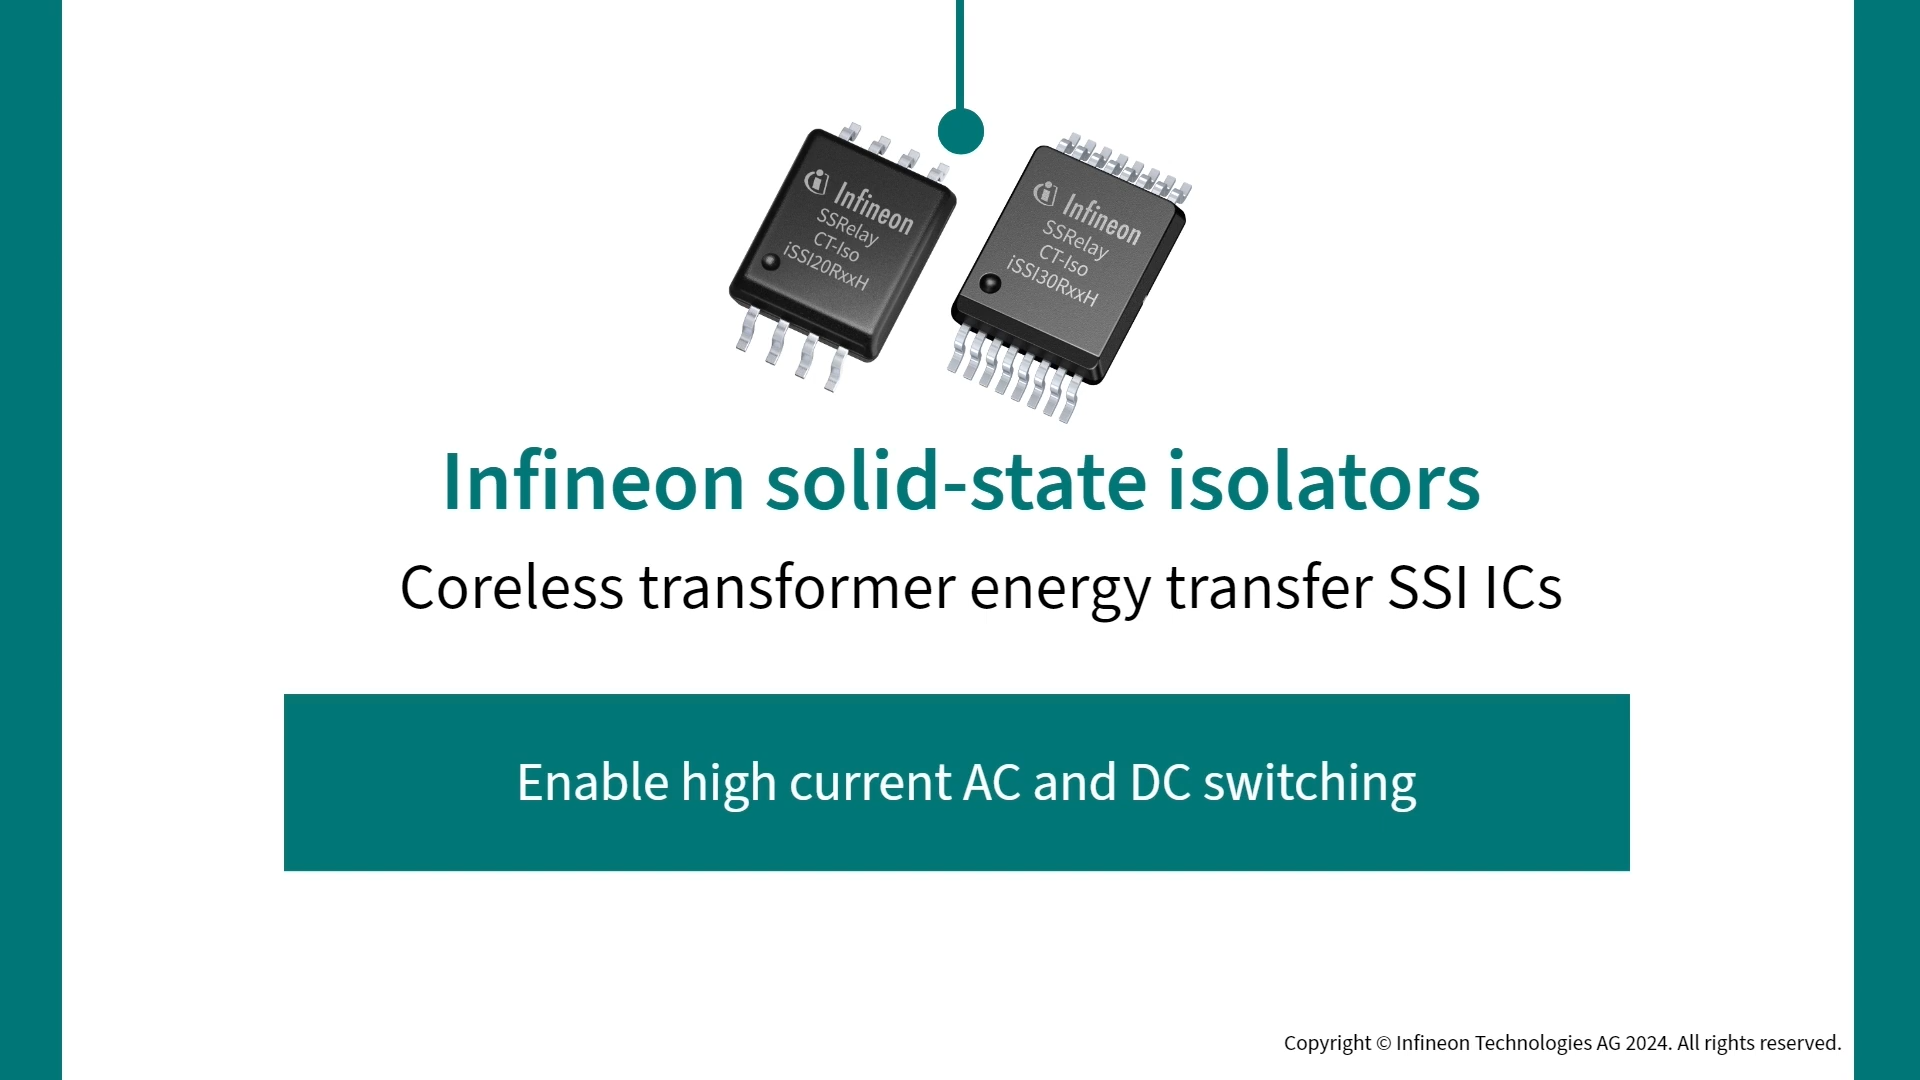 Infineon
SSRelay
CT-Iso
iSSI20RxxH
Infineon
SSRelay
CT-Iso
iSSI30RxxH
Infineon solid-state isolators
Coreless transformer energy transfer SSI ICs
Enable high current AC and DC switching
Copyright © Infineon Technologies AG 2024. All rights reserved.